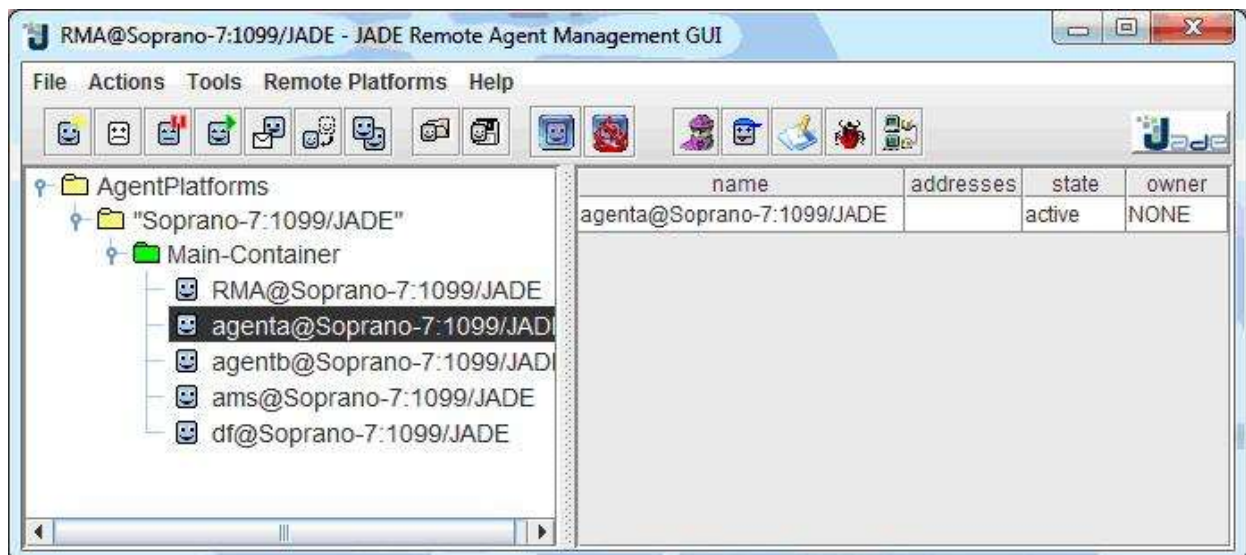 RMA@Soprano-7:1099/JADE - JADE Remote Agent Management GUI
File Actions Tools Remote Platforms Help
Jade
AgentPlatforms
"Soprano-7:1099/JADE"
Main-Container
RMA@Soprano-7:1099/JADE
agenta@Soprano-7:1099/JAD
agentb@Soprano-7:1099/JAD
ams@Soprano-7:1099/JADE
df@Soprano-7:1099/JADE
name addresses state owner
agenta@Soprano-7:1099/JADE active NONE